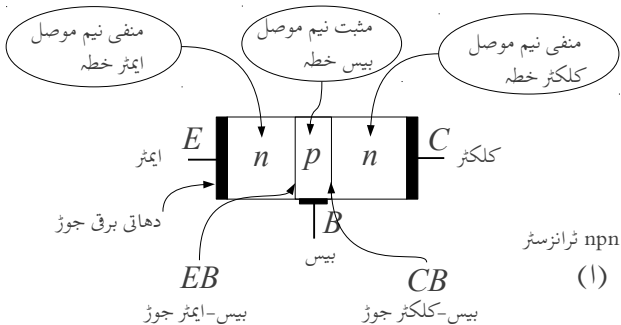 منفی نیم موصل
ایمٹر خطہ
مثبت نیم موصل
بیس خطہ
منفی نیم موصل
کلکٹر خطہ
ایمٹر
E
n
p
n
C
کلکٹر
دھاتی برقی جوڑ
B
بیس
npn ٹرانزسٹر
(ا)
EB
بیس-ایمٹر جوڑ
CB
بیس-کلکٹر جوڑ